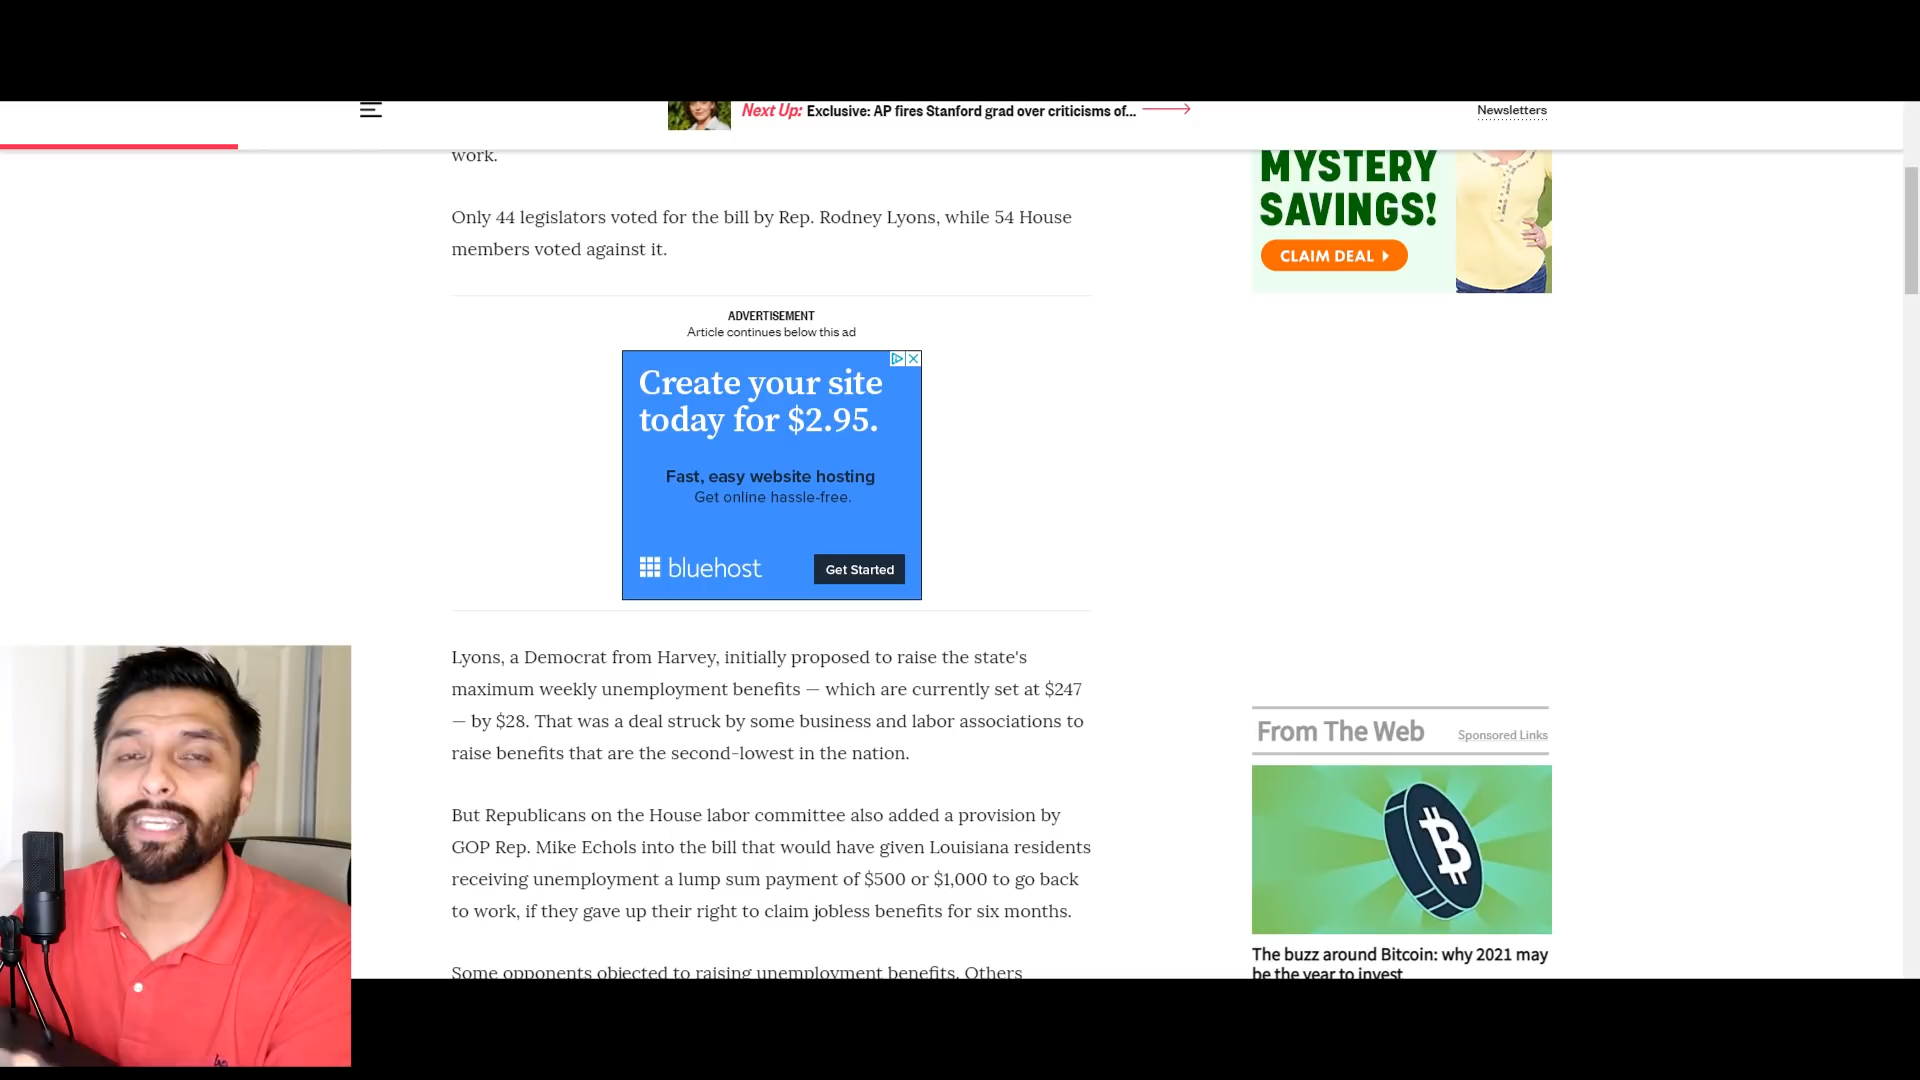 Next Up: Exclusive: AP fires Stanford grad over criticisms of...
Newsletters
work.
Only 44 legislators voted for the bill by Rep. Rodney Lyons, while 54 House
members voted against it.
ADVERTISEMENT
Article continues below this ad
Create your site
today for $2.95.
Fast, easy website hosting
Get online hassle-free.
bluehost
Get Started
Lyons, a Democrat from Harvey, initially proposed to raise the state's
maximum weekly unemployment benefits — which are currently set at $247
— by $28. That was a deal struck by some business and labor associations to
raise benefits that are the second-lowest in the nation.
But Republicans on the House labor committee also added a provision by
GOP Rep. Mike Echols into the bill that would have given Louisiana residents
receiving unemployment a lump sum payment of $500 or $1,000 to go back
to work, if they gave up their right to claim jobless benefits for six months.
Some opponents objected to raising unemployment benefits. Others
MYSTERY
SAVINGS!
CLAIM DEAL
From The Web
Sponsored Links
B
The buzz around Bitcoin: why 2021 may
be the year to invest